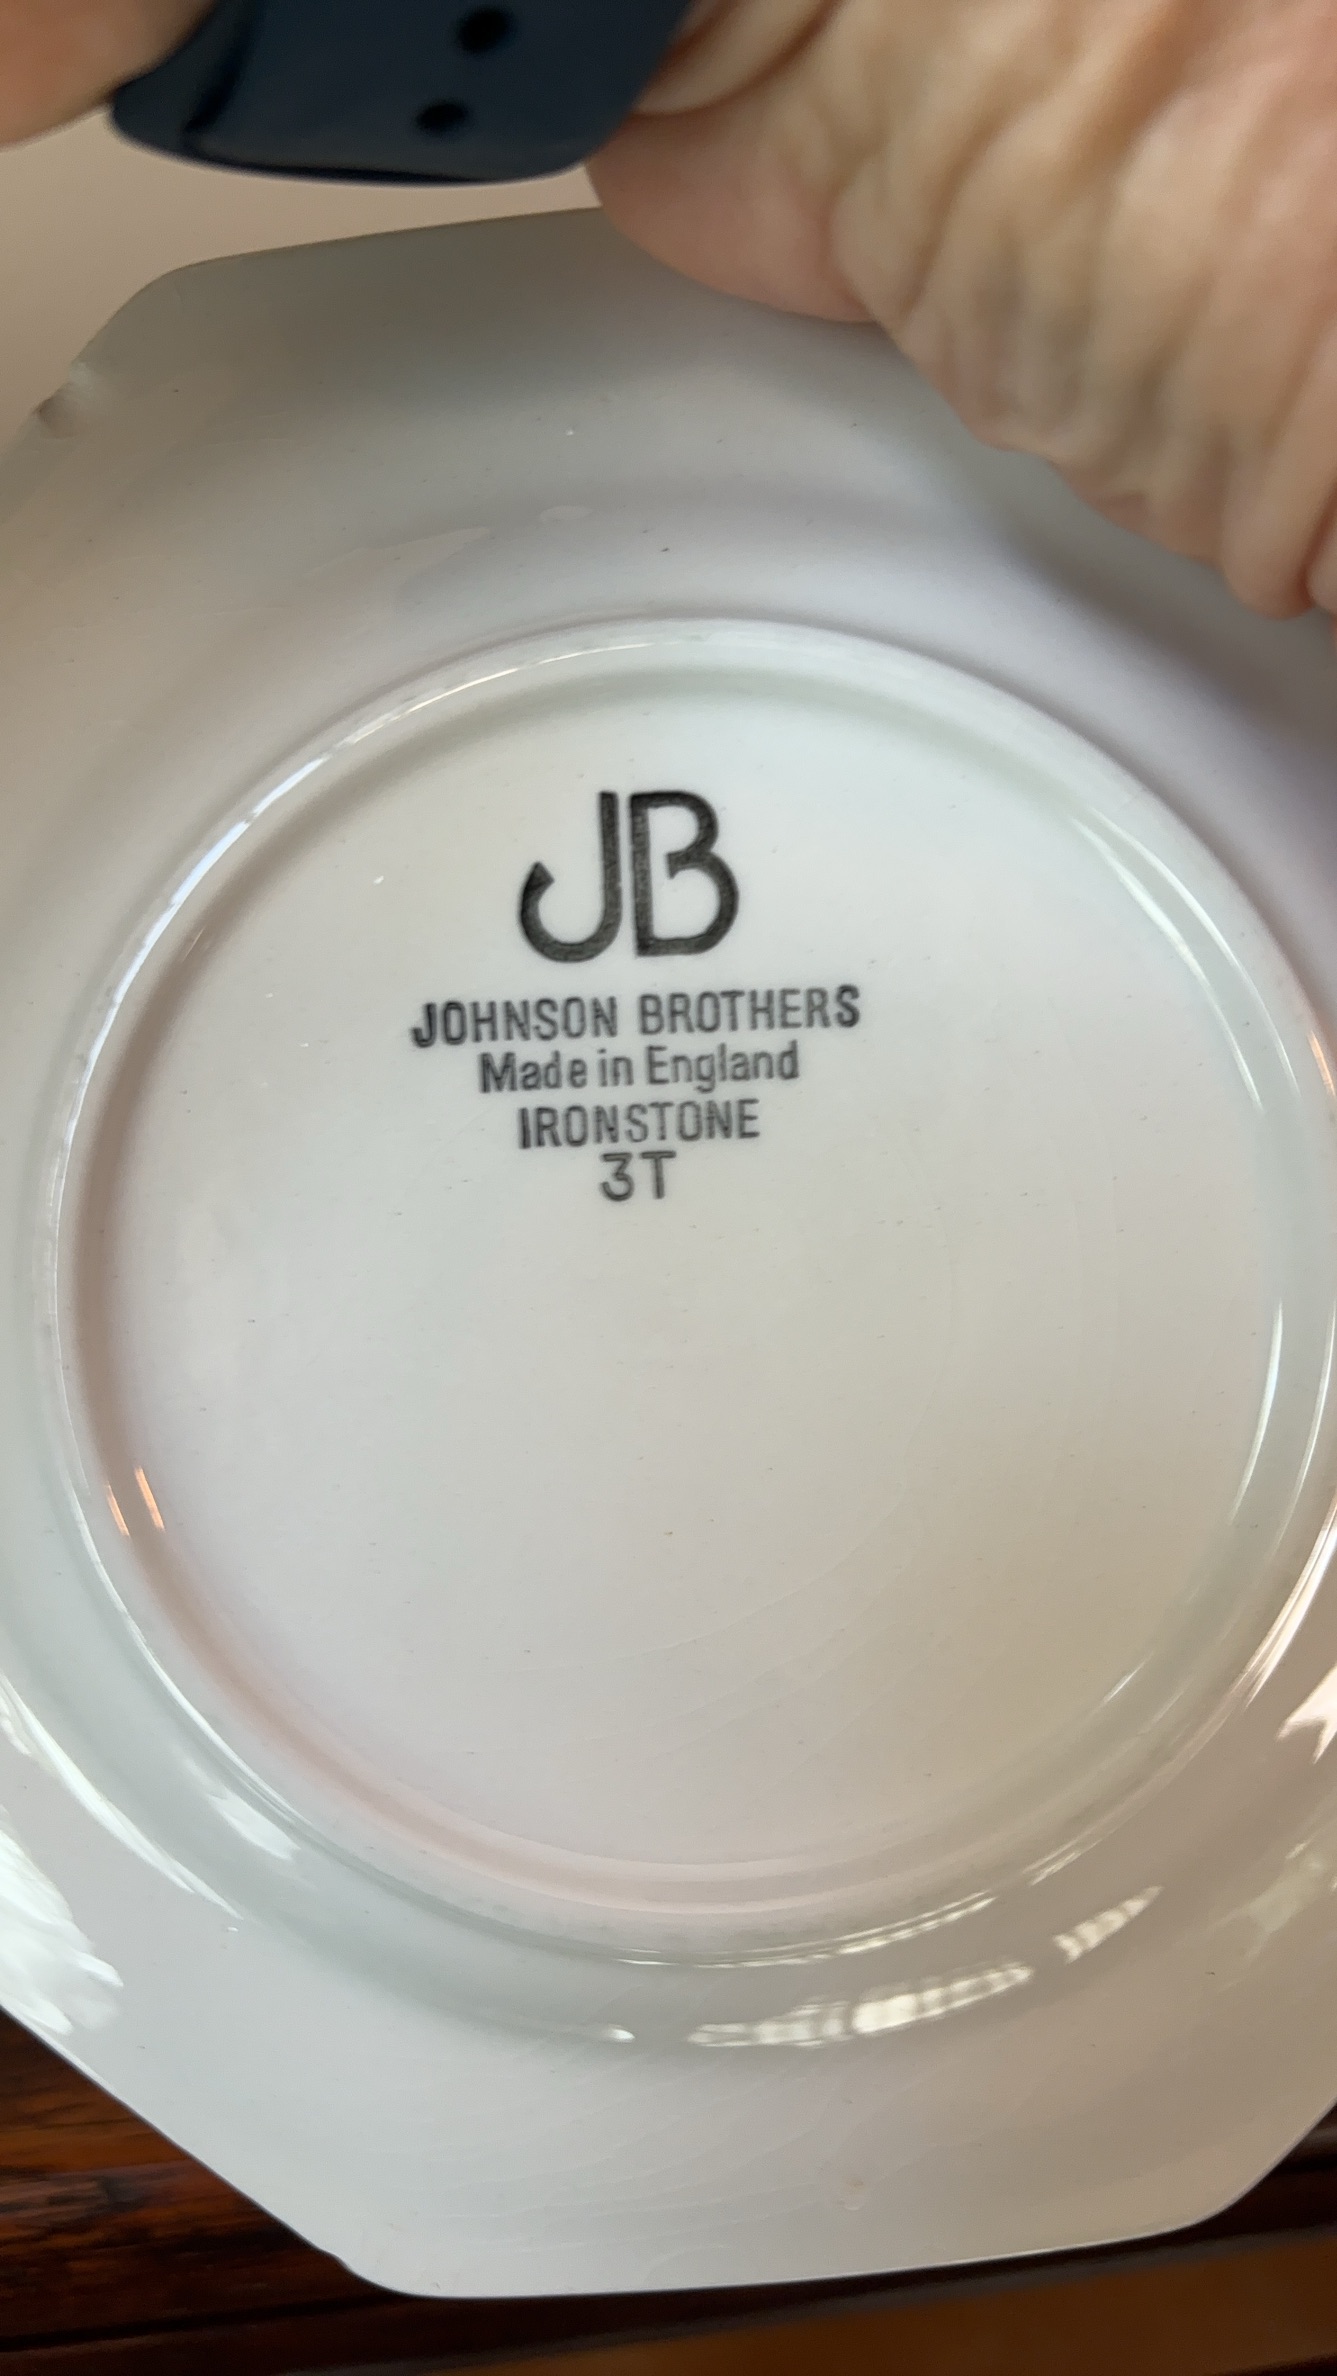 JB
JOHNSON BROTHERS
Made in England
IRONSTONE
3T